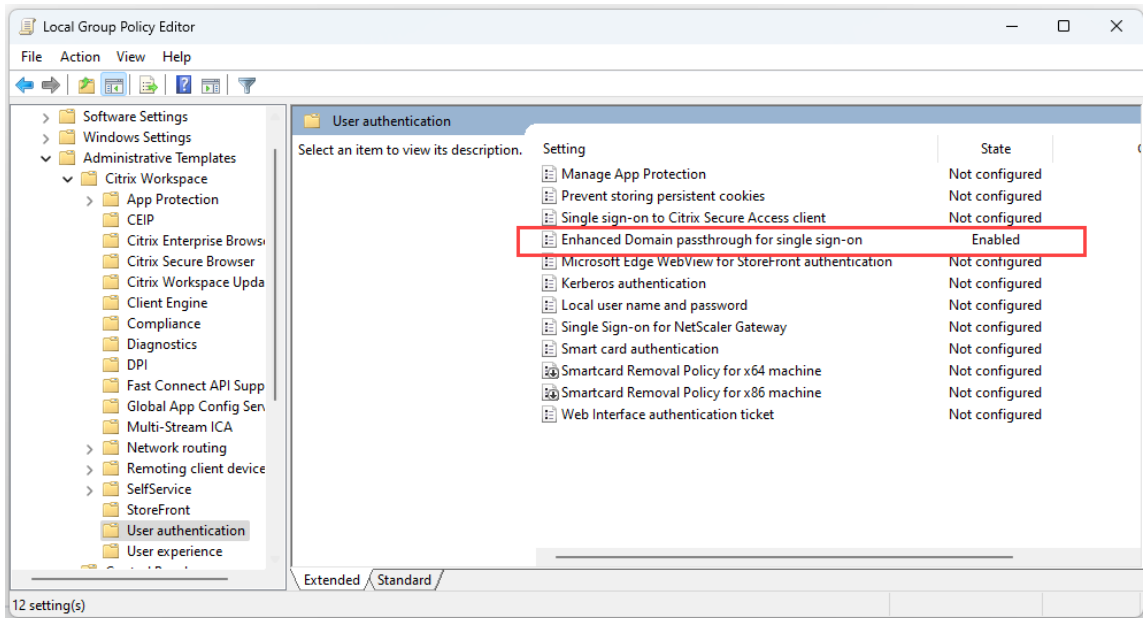 Local Group Policy Editor
File Action View Help
Software Settings
Windows Settings
Administrative Templates
Citrix Workspace
App Protection
CEIP
Citrix Enterprise Brows
Citrix Secure Browser
Citrix Workspace Upda
Client Engine
Compliance
Diagnostics
DPI
Fast Connect API Supp
Global App Config Serv
Multi-Stream ICA
Network routing
Remoting client device
SelfService
StoreFront
User authentication
User experience
User authentication
Select an item to view its description.
Setting State
Manage App Protection Not configured
Prevent storing persistent cookies Not configured
Single sign-on to Citrix Secure Access client Not configured
Enhanced Domain passthrough for single sign-on Enabled
Microsoft Edge WebView for StoreFront authentication Not configured
Kerberos authentication Not configured
Local user name and password Not configured
Single Sign-on for NetScaler Gateway Not configured
Smart card authentication Not configured
Smartcard Removal Policy for x64 machine Not configured
Smartcard Removal Policy for x86 machine Not configured
Web Interface authentication ticket Not configured
Extended Standard
12 setting(s)